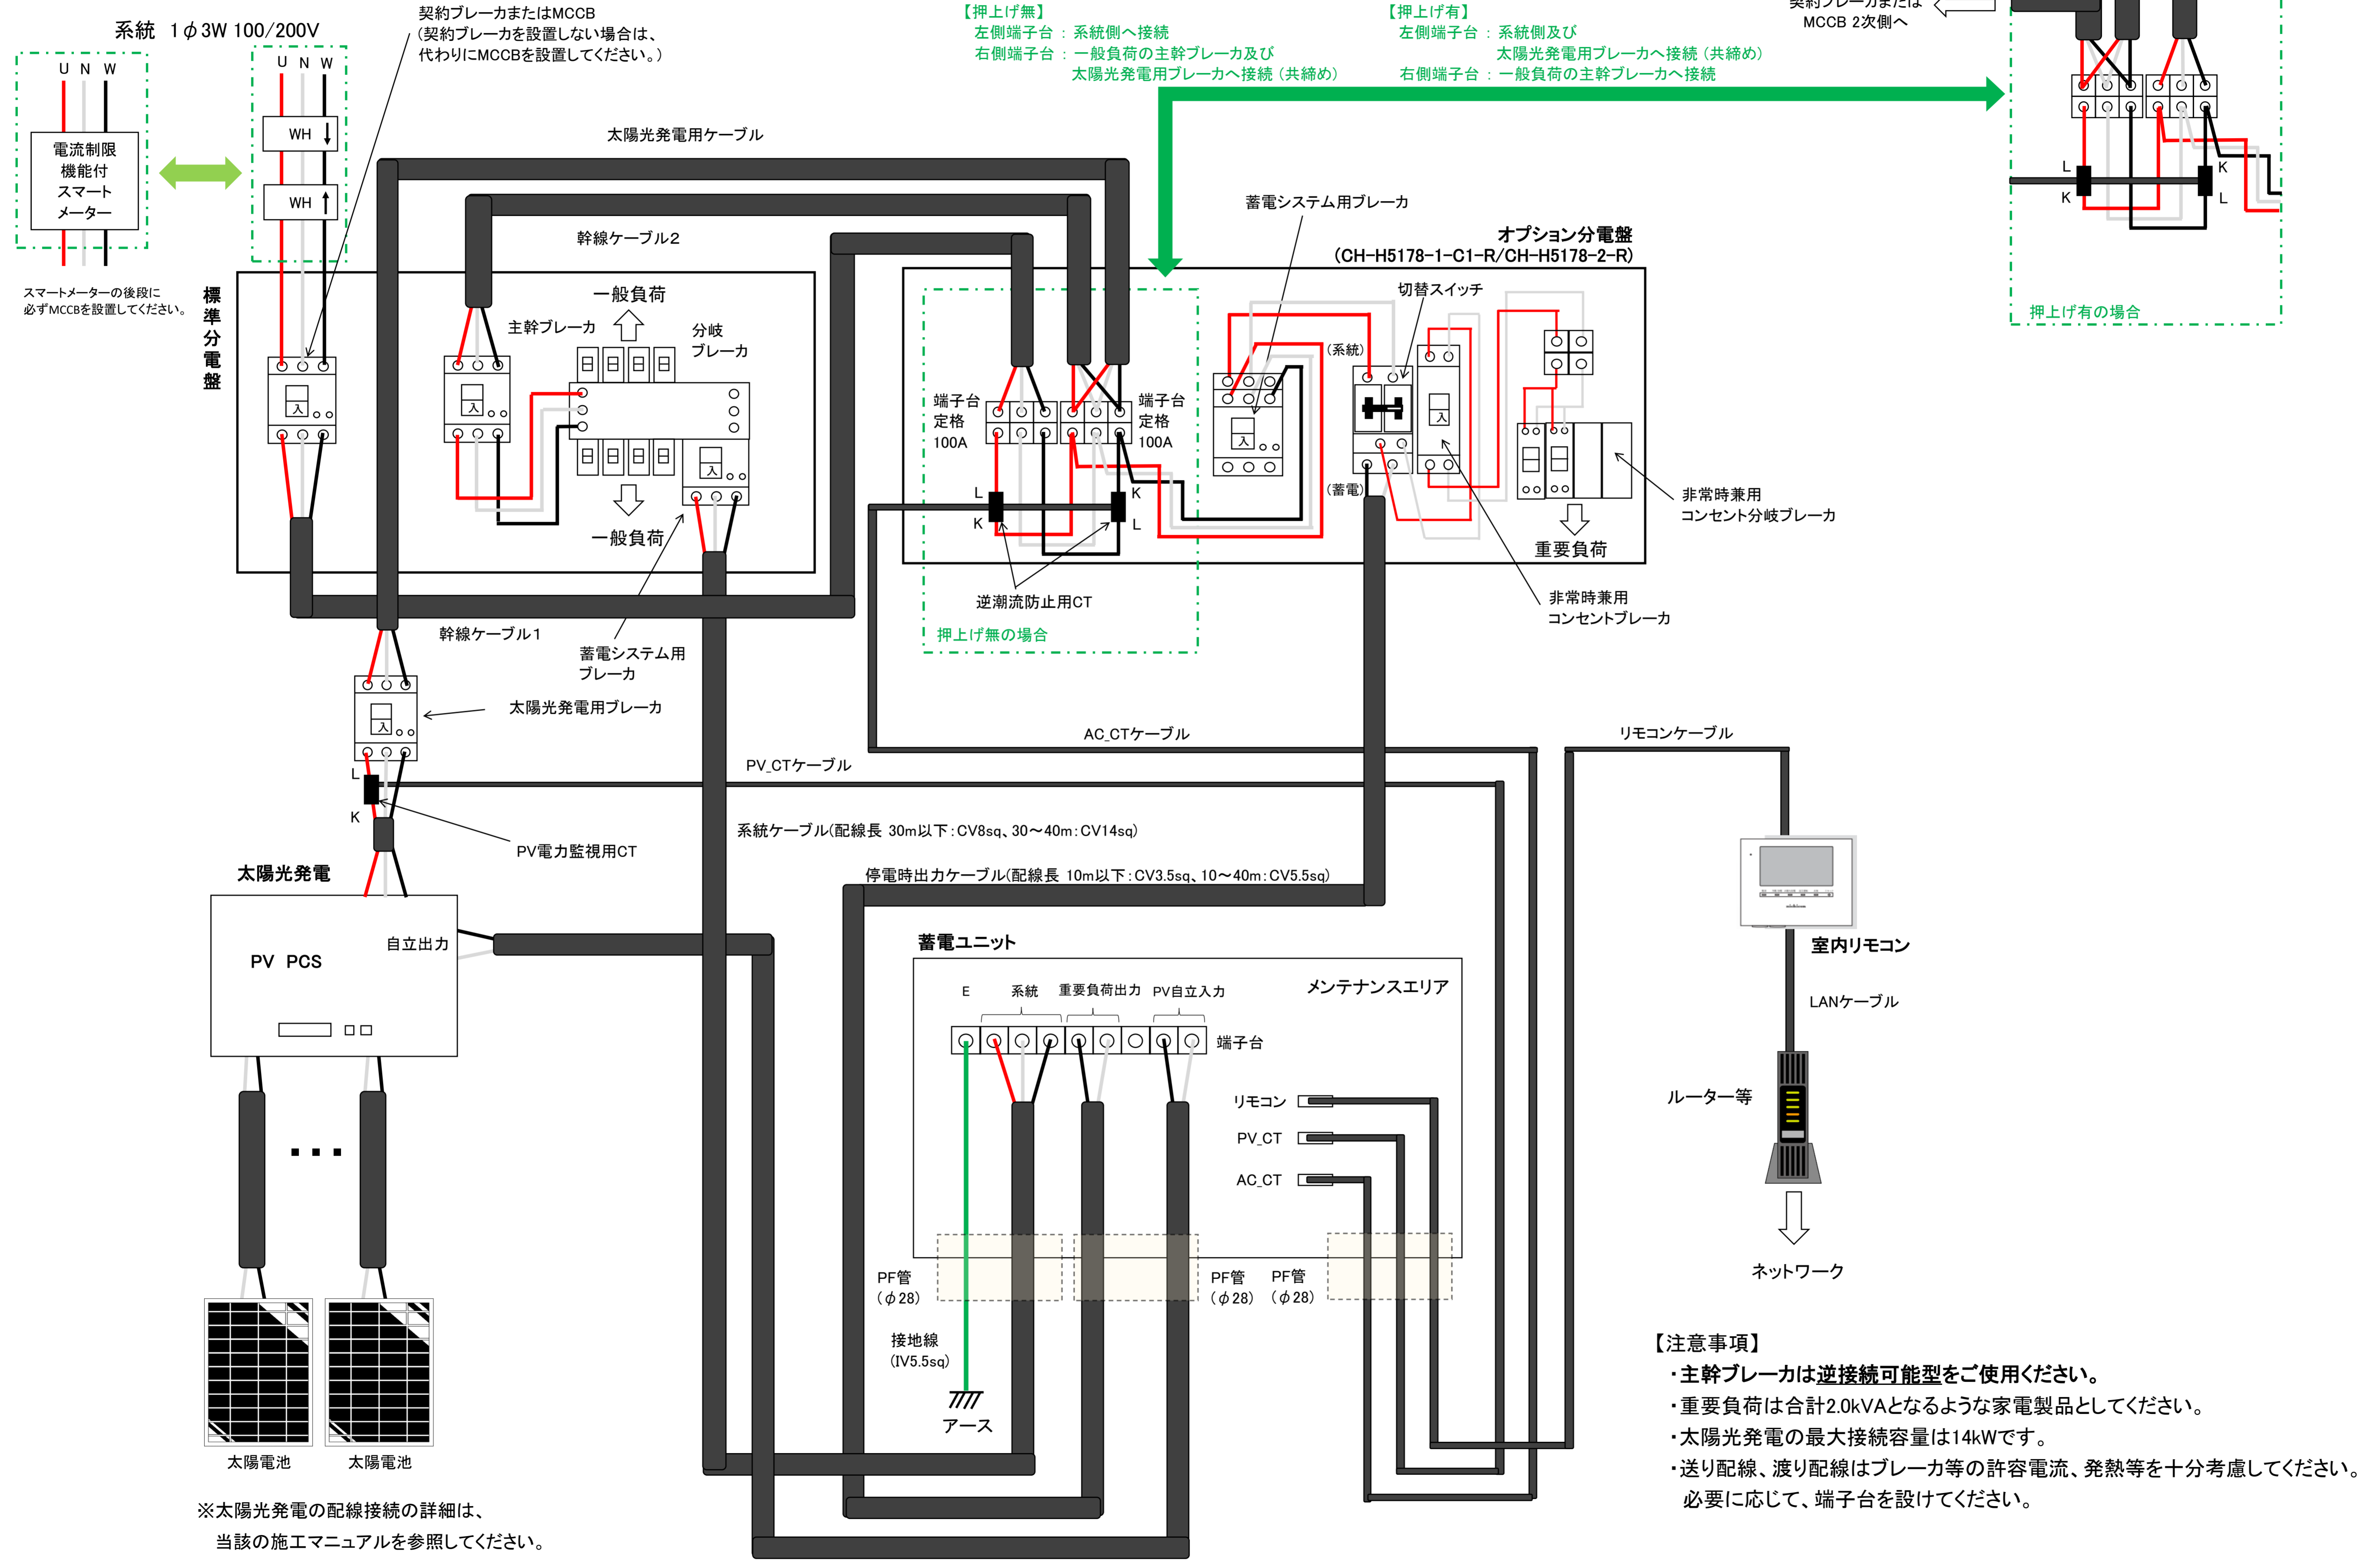 系統 1φ3W 100/200V
U N W
U N W
WH
WH
電流制限
機能付
スマート
メーター
スマートメーターの後段に
必ずMCCBを設置してください。
契約ブレーカまたはMCCB
(契約ブレーカを設置しない場合は、
代わりにMCCBを設置してください。)
【押上げ無】
左側端子台 : 系統側へ接続
右側端子台 : 一般負荷の主幹ブレーカ及び
太陽光発電用ブレーカへ接続 (共締め)
【押上げ有】
左側端子台 : 系統側及び
太陽光発電用ブレーカへ接続 (共締め)
右側端子台 : 一般負荷の主幹ブレーカへ接続
契約ブレーカまたは
MCCB 2次側へ
L
K
K
L
押上げ有の場合
太陽光発電用ケーブル
幹線ケーブル2
標準分電盤
入
主幹ブレーカ
入
一般負荷
分岐
ブレーカ
入
一般負荷
幹線ケーブル1
蓄電システム用
ブレーカ
オプション分電盤
(CH-H5178-1-C1-R/CH-H5178-2-R)
蓄電システム用ブレーカ
切替スイッチ
端子台
定格
100A
端子台
定格
100A
入
(系統)
(蓄電)
入
L
K
K
L
逆潮流防止用CT
押上げ無の場合
重要負荷
非常時兼用
コンセント分岐ブレーカ
非常時兼用
コンセントブレーカ
入
太陽光発電用ブレーカ
L
K
PV電力監視用CT
AC_CTケーブル
PV_CTケーブル
リモコンケーブル
系統ケーブル(配線長 30m以下:CV8sq、30~40m:CV14sq)
停電時出力ケーブル(配線長 10m以下:CV3.5sq、10~40m:CV5.5sq)
太陽光発電
自立出力
PV PCS
太陽電池
太陽電池
※太陽光発電の配線接続の詳細は、
当該の施工マニュアルを参照してください。
蓄電ユニット
メンテナンスエリア
E
系統
重要負荷出力
PV自立入力
端子台
リモコン
PV_CT
AC_CT
PF管
(φ28)
PF管
(φ28)
PF管
(φ28)
接地線
(IV5.5sq)
アース
室内リモコン
LANケーブル
ルーター等
ネットワーク
【注意事項】
・主幹ブレーカは逆接続可能型をご使用ください。
・重要負荷は合計2.0kVAとなるような家電製品としてください。
・太陽光発電の最大接続容量は14kWです。
・送り配線、渡り配線はブレーカ等の許容電流、発熱等を十分考慮してください。
必要に応じて、端子台を設けてください。